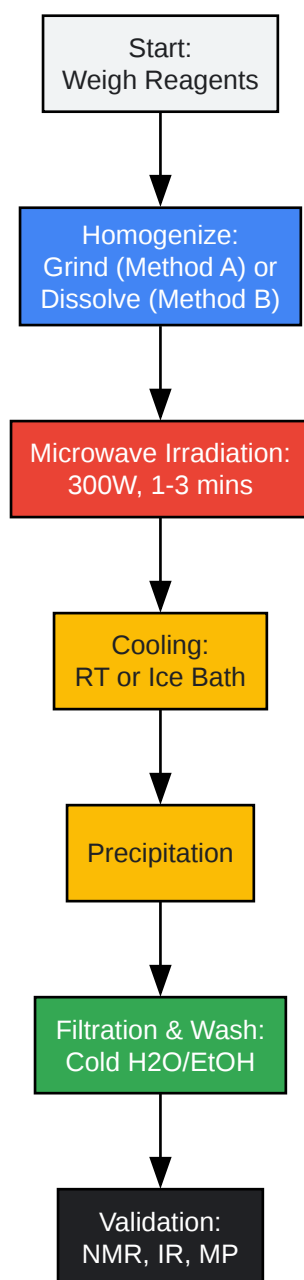 Start:
Weigh Reagents
Homogenize:
Grind (Method A) or
Dissolve (Method B)
Microwave Irradiation:
300W, 1-3 mins
Cooling:
RT or Ice Bath
Precipitation
Filtration & Wash:
Cold H2O/EtOH
Validation:
NMR, IR, MP